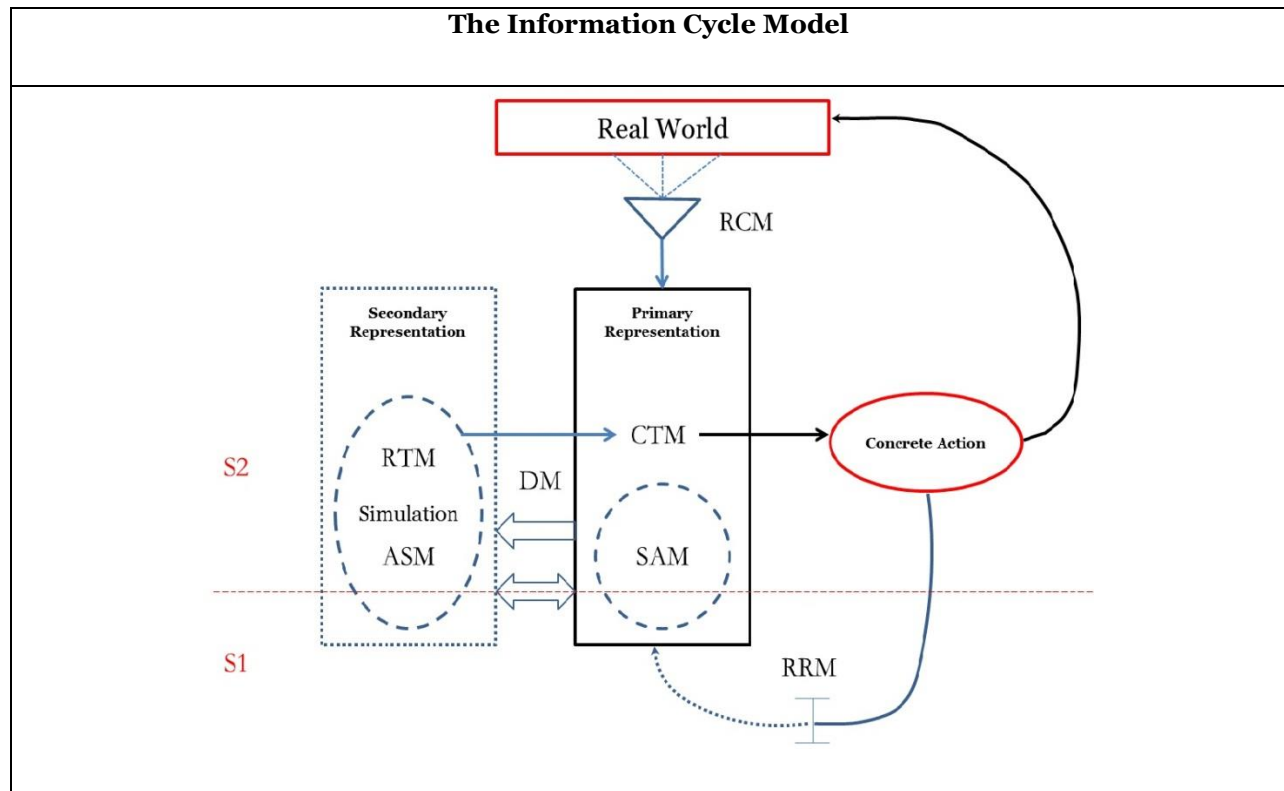 The Information Cycle Model
Real World
RCM
Secondary
Representation
Primary
Representation
CTM
Concrete Action
RTM
S2
DM
Simulation
ASM
SAM
S1
RRM